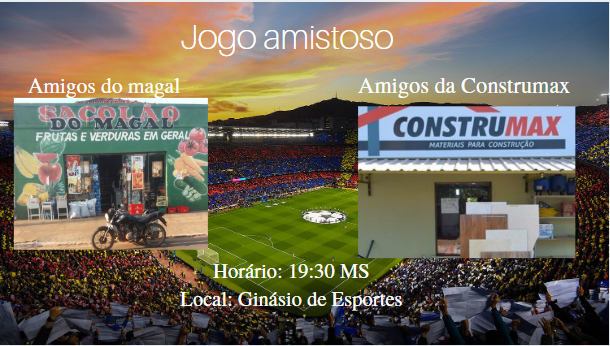 Jogo amistoso
Amigos do magal
Amigos da Construmax
SACOLÃO
DO MAGAL
FRUTAS E VERDURAS EM GERAL
CONSTRUMAX
MATERIAIS PARA CONSTRUÇÃO
Horário: 19:30 MS
Local: Ginásio de Esportes